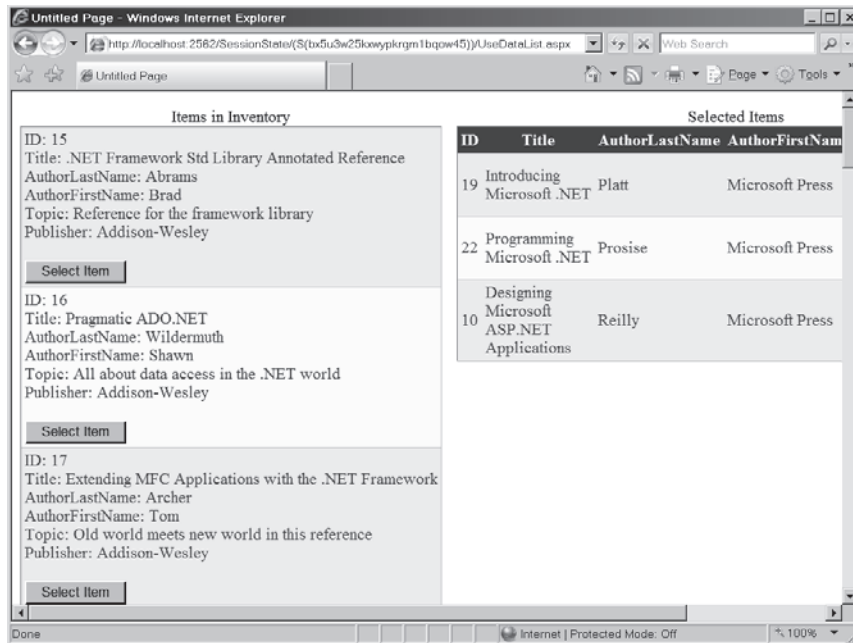 Untitled Page - Windows Internet Explorer
http://localhost:2562/SessionState/(S(bx5u3w25lxwypkrgm1bqow45))/UseDataList.aspx
Web Search
Untitled Page
Page
Tools
Items in Inventory
ID: 15
Title: .NET Framework Std Library Annotated Reference
AuthorLastName: Abrams
AuthorFirstName: Brad
Topic: Reference for the framework library
Publisher: Addison-Wesley
Select Item
ID: 16
Title: Pragmatic ADO.NET
AuthorLastName: Wildermuth
AuthorFirstName: Shawn
Topic: All about data access in the .NET world
Publisher: Addison-Wesley
Select Item
ID: 17
Title: Extending MFC Applications with the .NET Framework
AuthorLastName: Archer
AuthorFirstName: Tom
Topic: Old world meets new world in this reference
Publisher: Addison-Wesley
Select Item
Selected Items
ID Title AuthorLastName AuthorFirstNam
19 Introducing Microsoft .NET Platt Microsoft Press
22 Programming Microsoft .NET Prosise Microsoft Press
10 Designing Microsoft ASP.NET Applications Reilly Microsoft Press
Done
Internet | Protected Mode: Off
100%